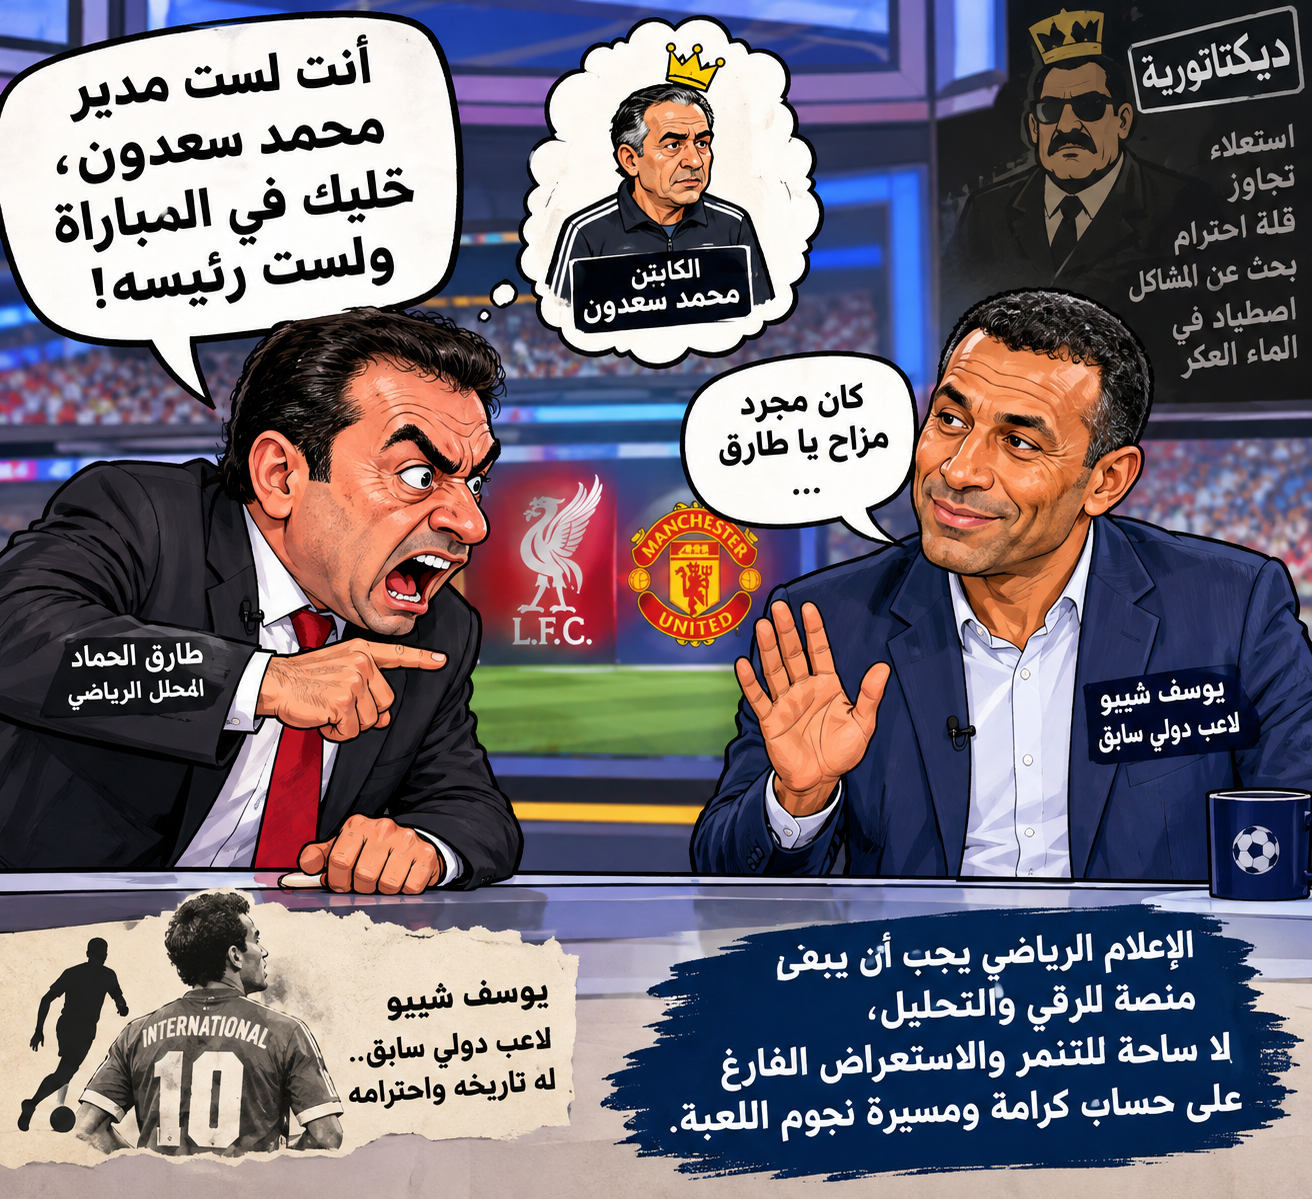 أنت لست مدير
محمد سعدون،
خليك في المباراة
ولست رئيسه!
الكابتن
محمد سعدون
ديكتاتورية
استعلاء
تجاوز
قلة احترام
بحث عن المشاكل
اصطياد في
الماء العكر
كان مجرد
مزاح يا طارق
...
L.F.C.
MANCHESTER
UNITED
طارق الحماد
المحلل الرياضي
يوسف شيبو
لاعب دولي سابق
INTERNATIONAL
10
يوسف شيبو
لاعب دولي سابق..
له تاريخه واحترامه
الإعلام الرياضي يجب أن يبقى
منصة للرقي والتحليل،
لا ساحة للتنمر والاستعراض الفارغ
على حساب كرامة ومسيرة نجوم اللعبة.